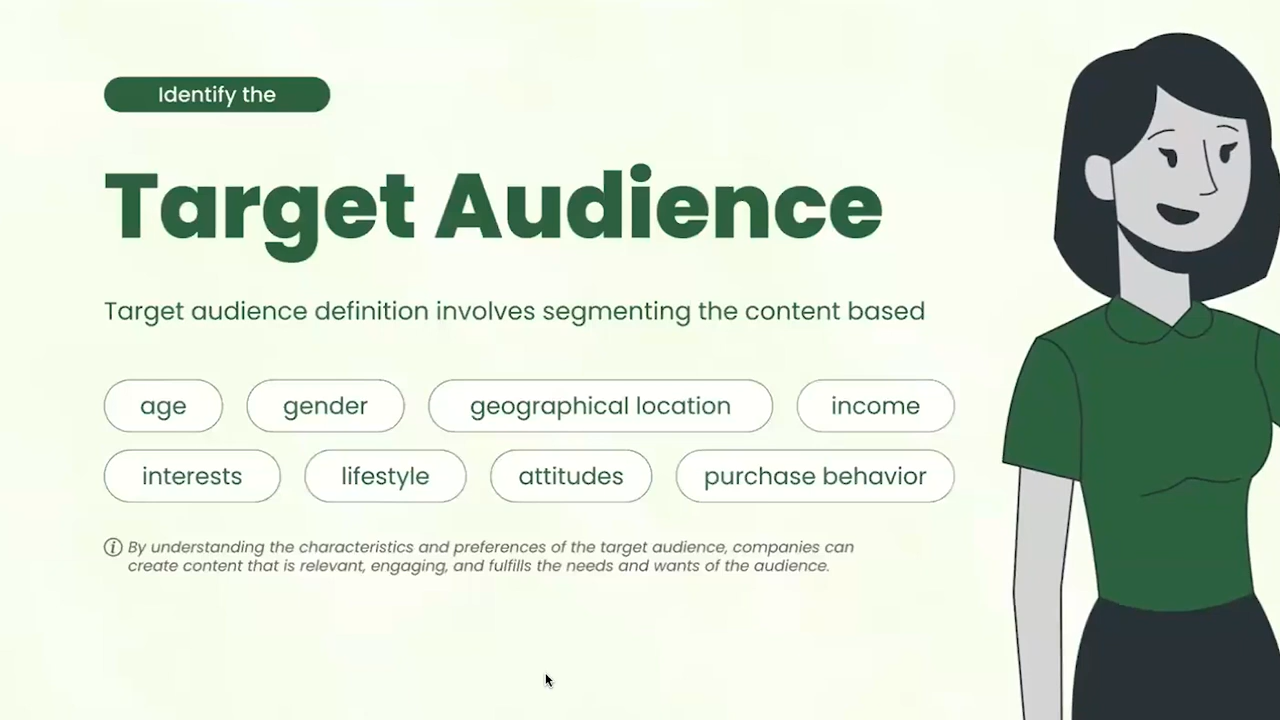 Identify the
Target Audience
Target audience definition involves segmenting the content based
age gender geographical location income
interests lifestyle attitudes purchase behavior
By understanding the characteristics and preferences of the target audience, companies can
create content that is relevant, engaging, and fulfills the needs and wants of the audience.